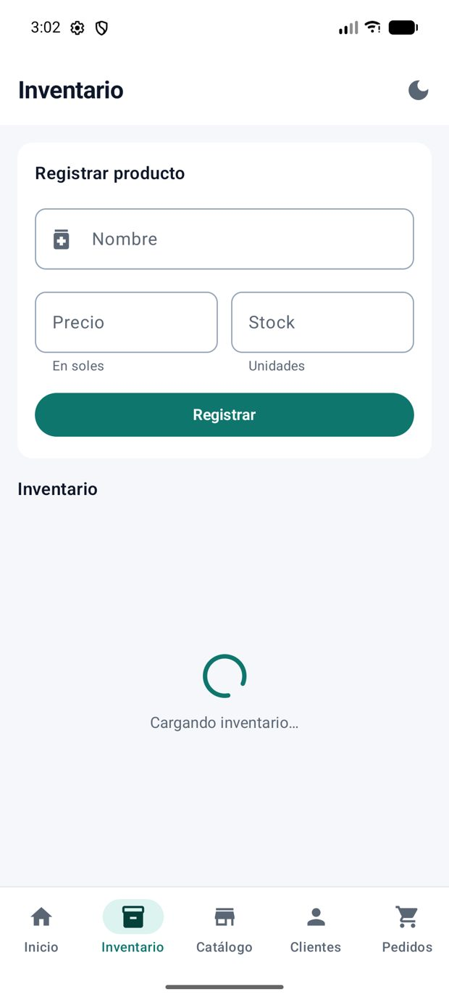 3:02
Inventario
Registrar producto
Nombre
Precio
Stock
En soles
Unidades
Registrar
Inventario
Cargando inventario...
Inicio
Inventario
Catálogo
Clientes
Pedidos